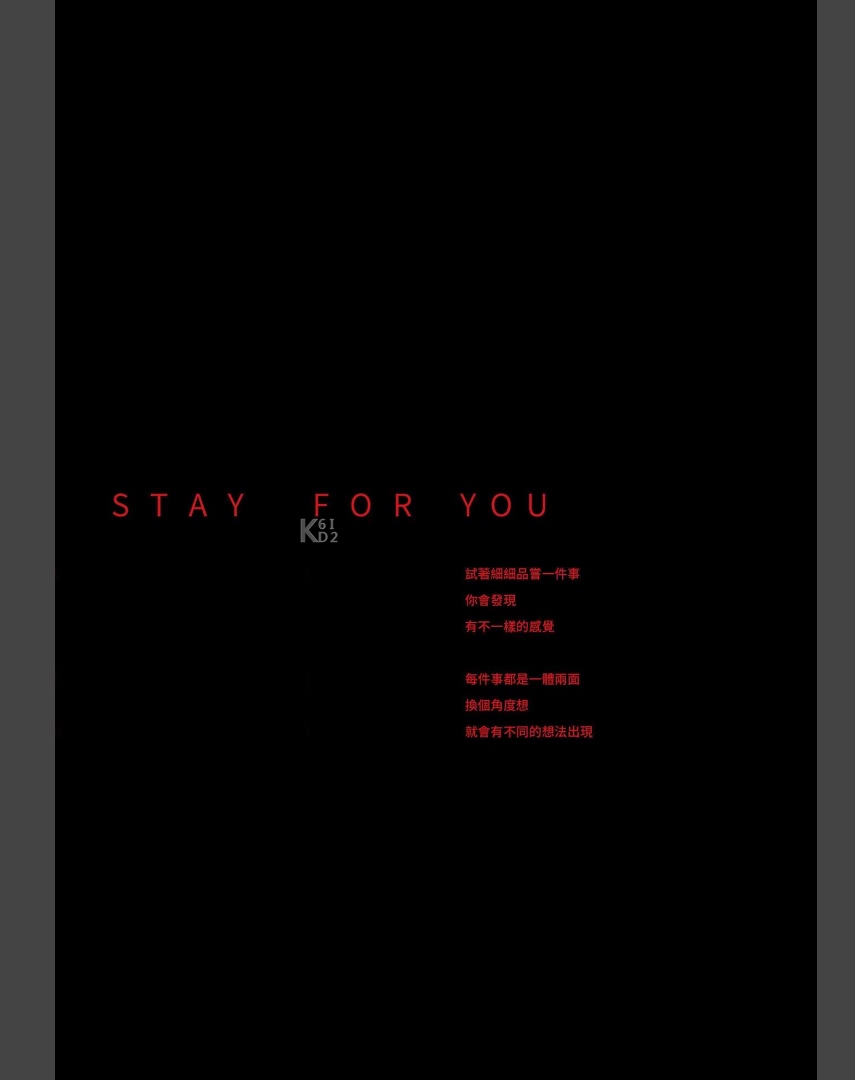 STAY FOR YOU
K6I
D2
試著細細品嘗一件事
你會發現
有不一樣的感覺
每件事都是一體兩面
換個角度想
就會有不同的想法出現